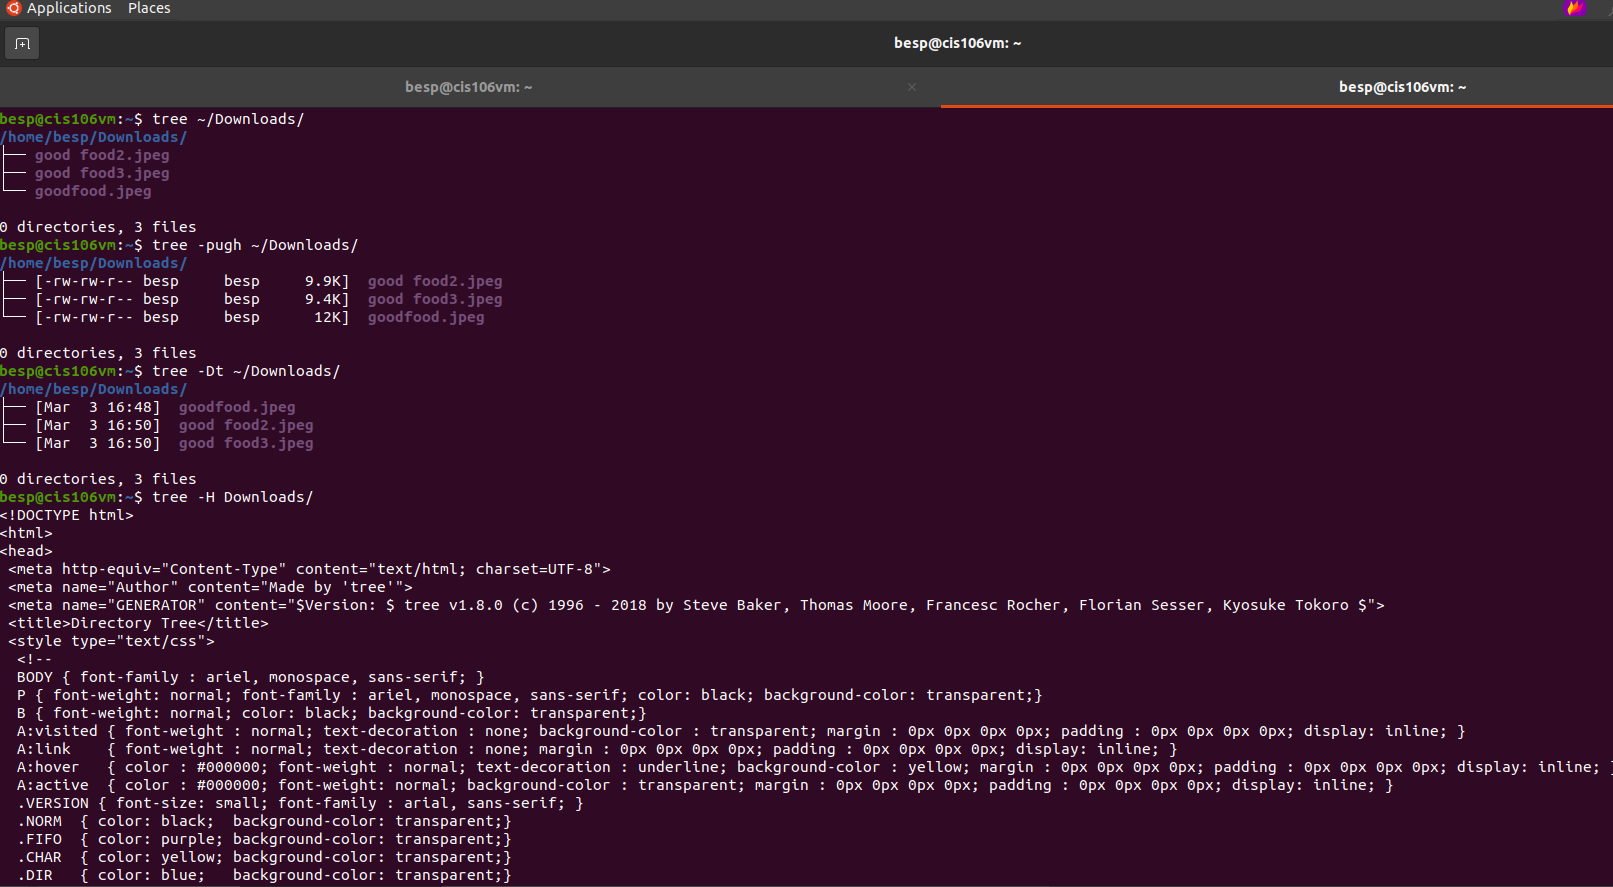 Applications Places
besp@cis106vm: ~
besp@cis106vm: ~ × besp@cis106vm: ~
besp@cis106vm:~$ tree ~/Downloads/
/home/besp/Downloads/
├── good food2.jpeg
├── good food3.jpeg
└── goodfood.jpeg
0 directories, 3 files
besp@cis106vm:~$ tree -pugh ~/Downloads/
/home/besp/Downloads/
├── [-rw-rw-r-- besp     besp     9.9K]  good food2.jpeg
├── [-rw-rw-r-- besp     besp     9.4K]  good food3.jpeg
└── [-rw-rw-r-- besp     besp      12K]  goodfood.jpeg
0 directories, 3 files
besp@cis106vm:~$ tree -Dt ~/Downloads/
/home/besp/Downloads/
├── [Mar  3 16:48]  goodfood.jpeg
├── [Mar  3 16:50]  good food2.jpeg
└── [Mar  3 16:50]  good food3.jpeg
0 directories, 3 files
besp@cis106vm:~$ tree -H Downloads/
<!DOCTYPE html>
<html>
<head>
 <meta http-equiv="Content-Type" content="text/html; charset=UTF-8">
 <meta name="Author" content="Made by 'tree'">
 <meta name="GENERATOR" content="$Version: $ tree v1.8.0 (c) 1996 - 2018 by Steve Baker, Thomas Moore, Francesc Rocher, Florian Sesser, Kyosuke Tokoro $">
 <title>Directory Tree</title>
 <style type="text/css">
  <!--
  BODY { font-family : ariel, monospace, sans-serif; }
  P { font-weight: normal; font-family : ariel, monospace, sans-serif; color: black; background-color: transparent;}
  B { font-weight: normal; color: black; background-color: transparent;}
  A:visited { font-weight : normal; text-decoration : none; background-color : transparent; margin : 0px 0px 0px 0px; padding : 0px 0px 0px 0px; display: inline; }
  A:link    { font-weight : normal; text-decoration : none; margin : 0px 0px 0px 0px; padding : 0px 0px 0px 0px; display: inline; }
  A:hover   { color : #000000; font-weight : normal; text-decoration : underline; background-color : yellow; margin : 0px 0px 0px 0px; padding : 0px 0px 0px 0px; display: inline; }
  A:active  { color : #000000; font-weight: normal; background-color : transparent; margin : 0px 0px 0px 0px; padding : 0px 0px 0px 0px; display: inline; }
  .VERSION { font-size: small; font-family : arial, sans-serif; }
  .NORM  { color: black;  background-color: transparent;}
  .FIFO  { color: purple; background-color: transparent;}
  .CHAR  { color: yellow; background-color: transparent;}
  .DIR   { color: blue;   background-color: transparent;}